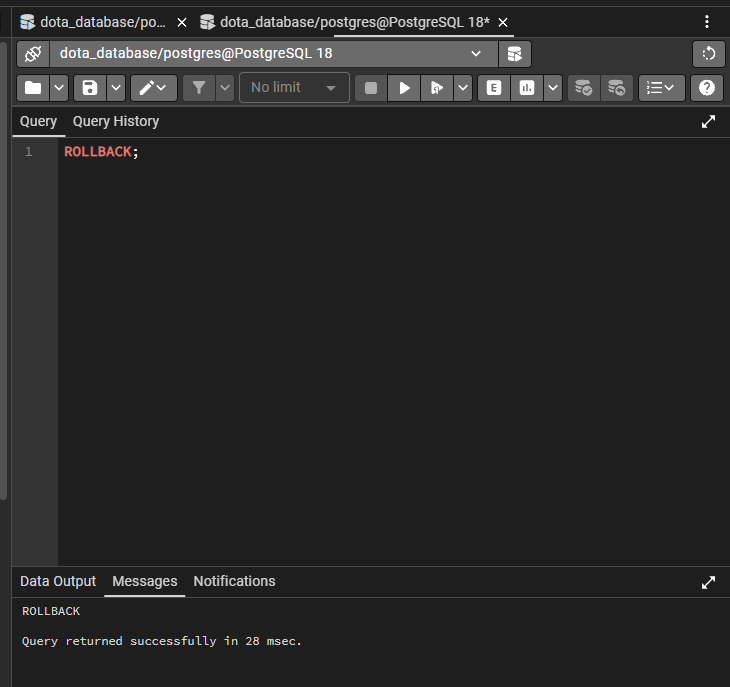 dota_database/po...
dota_database/postgres@PostgreSQL 18*
dota_database/postgres@PostgreSQL 18
No limit
E
Query
Query History
1
ROLLBACK;
Data Output
Messages
Notifications
ROLLBACK
Query returned successfully in 28 msec.